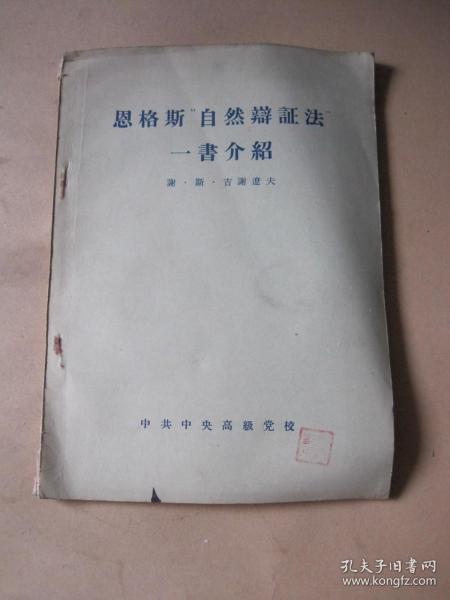 恩格斯“自然辯証法”
一書介紹
謝·斯·吉謝遼夫
中共中央高級党校
孔夫子旧书网
www.kongfz.com